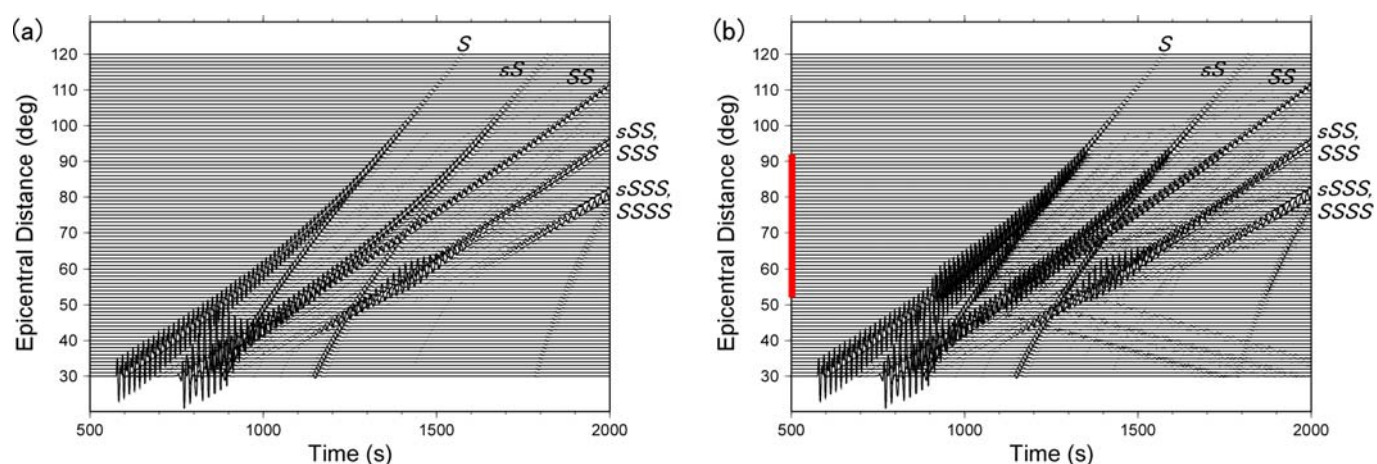 (a)
S
sS
SS
sSS,
SSS
sSSS,
SSSS
120
110
100
90
80
70
60
50
40
30
Epicentral Distance (deg)
500 1000 1500 2000
Time (s)
(b)
S
sS
SS
sSS,
SSS
sSSS,
SSSS
120
110
100
90
80
70
60
50
40
30
Epicentral Distance (deg)
500 1000 1500 2000
Time (s)